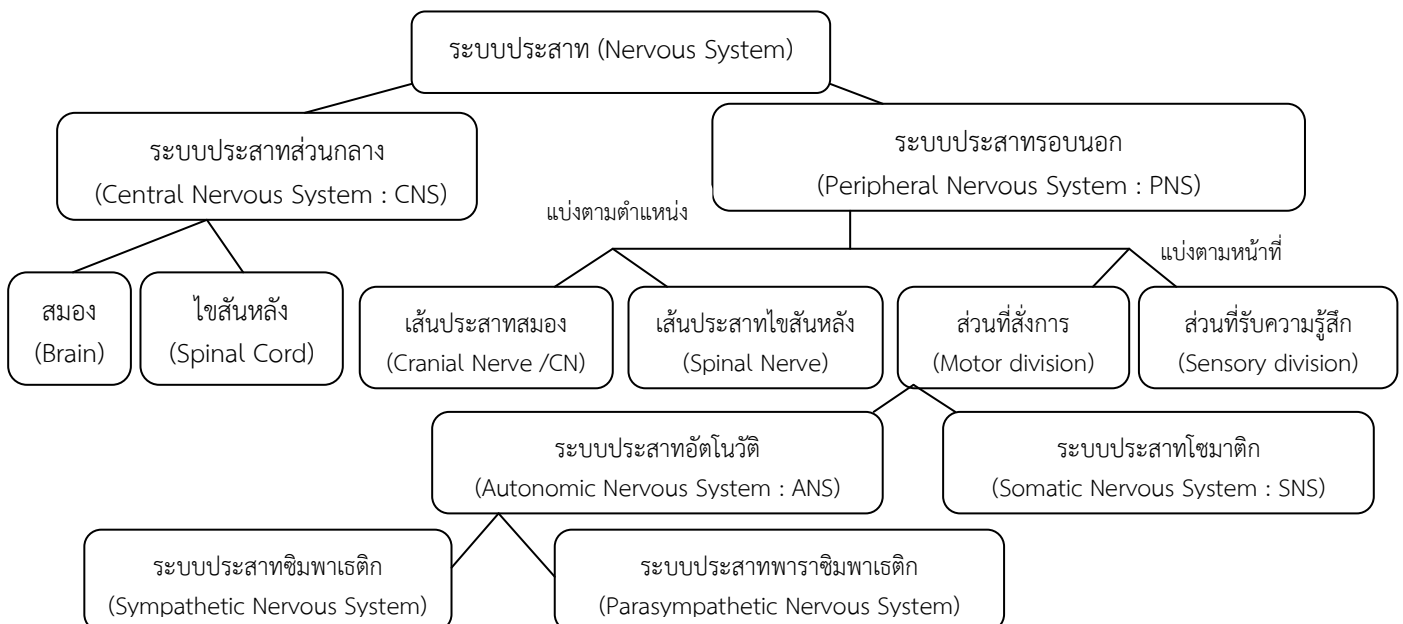 ระบบประสาท (Nervous System)
ระบบประสาทส่วนกลาง
(Central Nervous System : CNS)
ระบบประสาทรอบนอก
(Peripheral Nervous System : PNS)
แบ่งตามตำแหน่ง
แบ่งตามหน้าที่
สมอง
(Brain)
ไขสันหลัง
(Spinal Cord)
เส้นประสาทสมอง
(Cranial Nerve /CN)
เส้นประสาทไขสันหลัง
(Spinal Nerve)
ส่วนที่สั่งการ
(Motor division)
ส่วนที่รับความรู้สึก
(Sensory division)
ระบบประสาทอัตโนวัติ
(Autonomic Nervous System : ANS)
ระบบประสาทโซมาติก
(Somatic Nervous System : SNS)
ระบบประสาทซิมพาเธติก
(Sympathetic Nervous System)
ระบบประสาทพาราซิมพาเธติก
(Parasympathetic Nervous System)